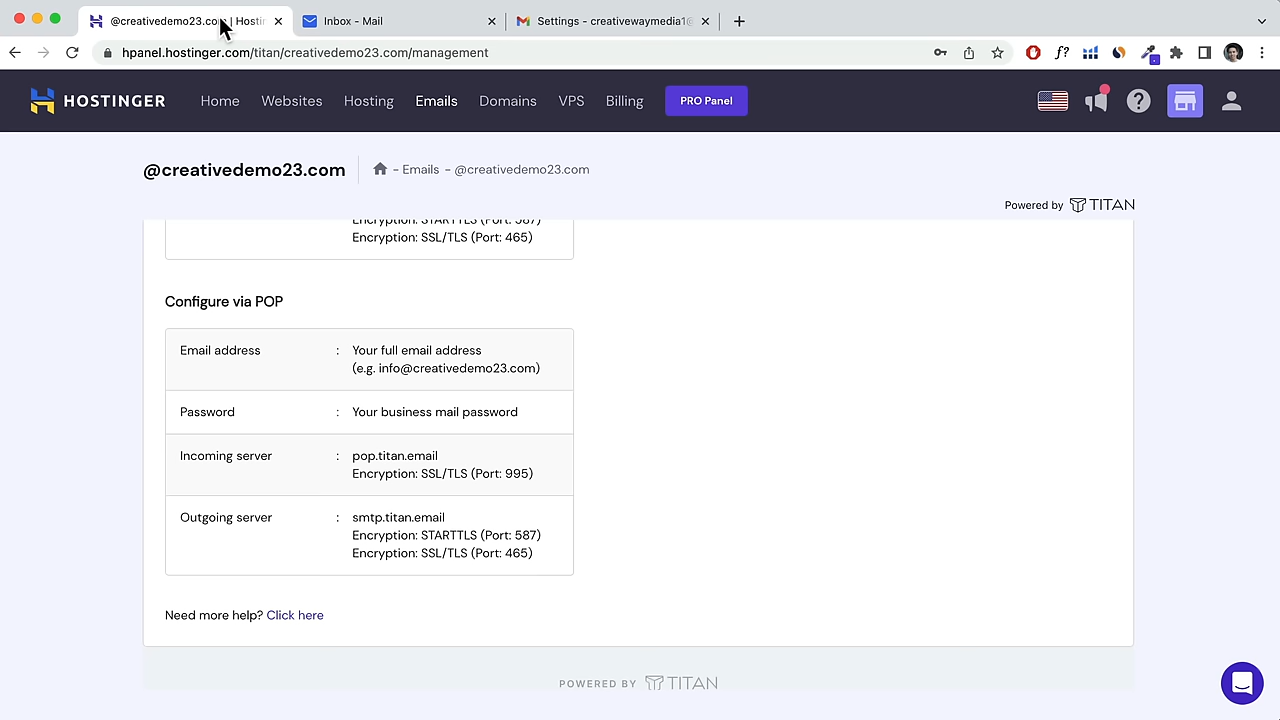 @creativedemo23.co | Hosti
Inbox - Mail
Settings - creativewaymedia1@
hpanel.hostinger.com/titan/creativedemo23.com/management
f?
HOSTINGER
Home
Websites
Hosting
Emails
Domains
VPS
Billing
PRO Panel
@creativedemo23.com
- Emails - @creativedemo23.com
Powered by TITAN
Encryption: STARTTLS (Port: 587)
Encryption: SSL/TLS (Port: 465)
Configure via POP
Email address : Your full email address
(e.g. info@creativedemo23.com)
Password : Your business mail password
Incoming server : pop.titan.email
Encryption: SSL/TLS (Port: 995)
Outgoing server : smtp.titan.email
Encryption: STARTTLS (Port: 587)
Encryption: SSL/TLS (Port: 465)
Need more help? Click here
POWERED BY TITAN